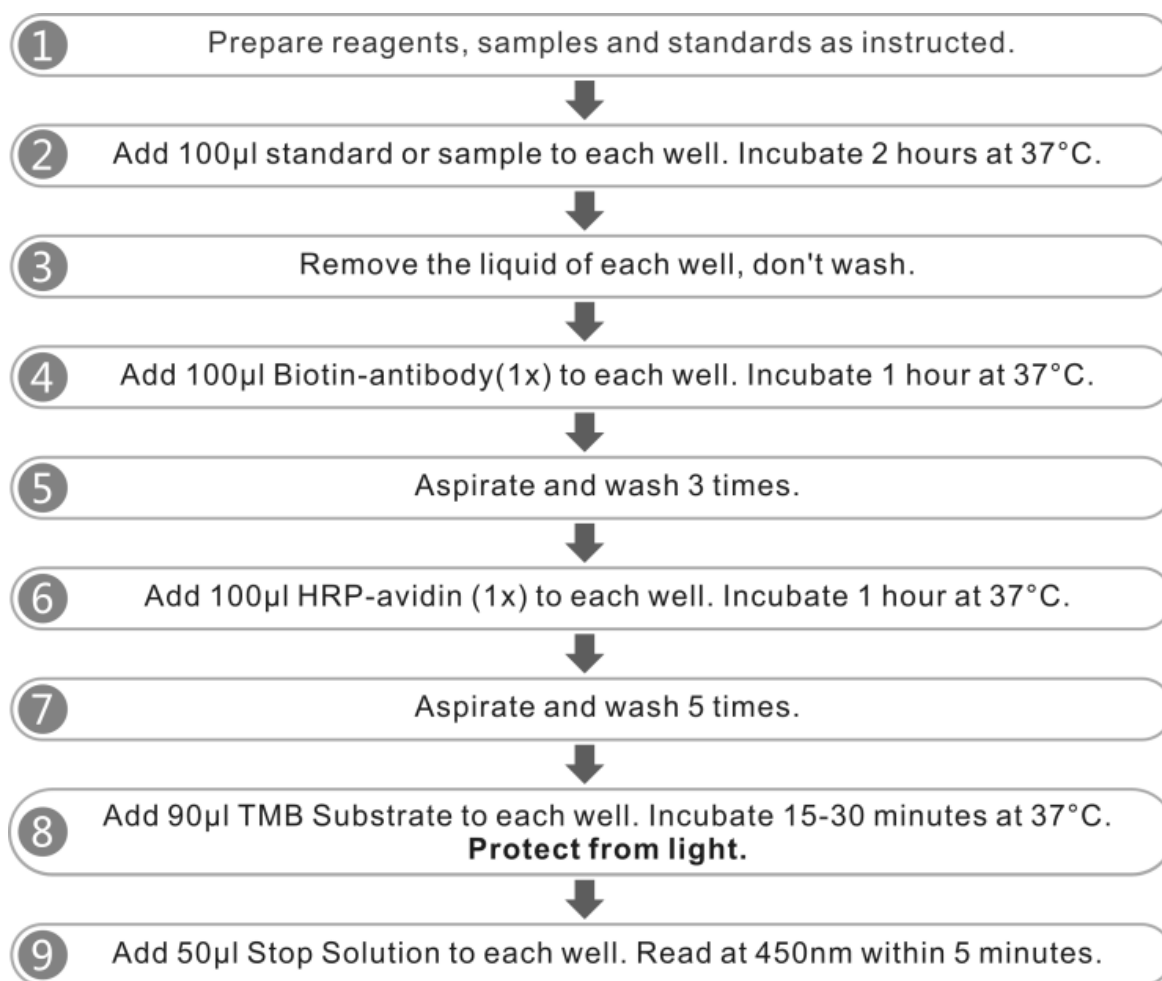 1 Prepare reagents, samples and standards as instructed.
2 Add 100µl standard or sample to each well. Incubate 2 hours at 37°C.
3 Remove the liquid of each well, don't wash.
4 Add 100µl Biotin-antibody(1x) to each well. Incubate 1 hour at 37°C.
5 Aspirate and wash 3 times.
6 Add 100µl HRP-avidin (1x) to each well. Incubate 1 hour at 37°C.
7 Aspirate and wash 5 times.
8 Add 90µl TMB Substrate to each well. Incubate 15-30 minutes at 37°C.
Protect from light.
9 Add 50µl Stop Solution to each well. Read at 450nm within 5 minutes.